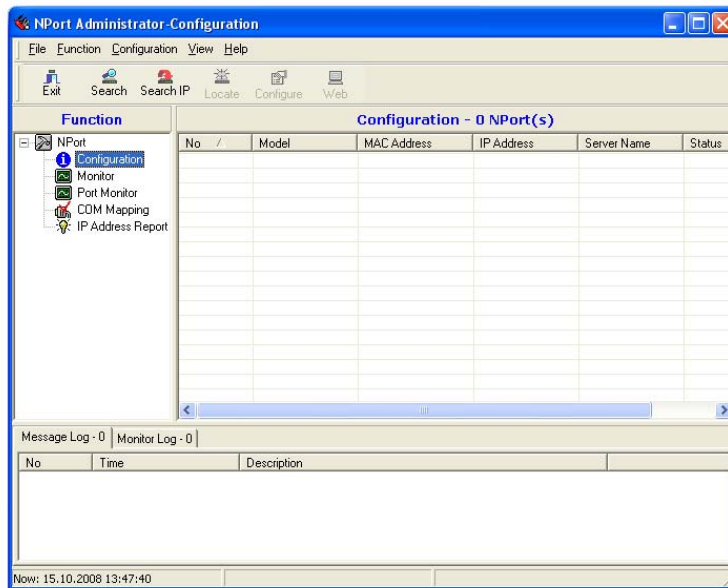 NPort Administrator-Configuration
File Function Configuration View Help
Exit Search Search IP Locate Configure Web
Function
Configuration - 0 NPort(s)
NPort
Configuration
Monitor
Port Monitor
COM Mapping
IP Address Report
No Model MAC Address IP Address Server Name Status
Message Log - 0 Monitor Log - 0
No Time Description
Now: 15.10.2008 13:47:40